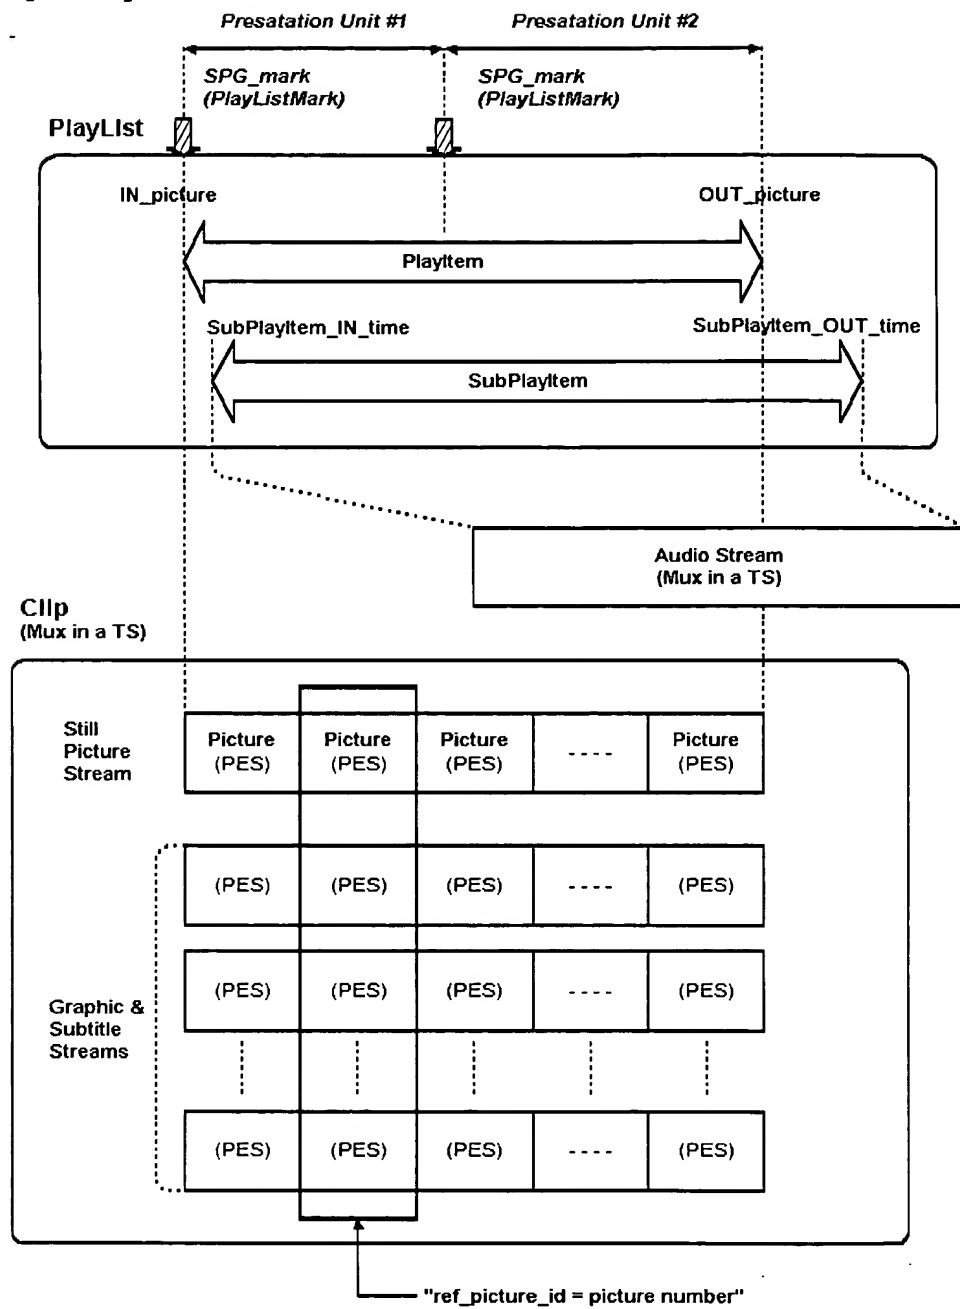 Presatation Unit #1 Presatation Unit #2
SPG_mark SPG_mark
(PlayListMark) (PlayListMark)
PlayLIst
IN_picture OUT_picture
PlayItem
SubPlayItem_IN_time SubPlayItem_OUT_time
SubPlayItem
Audio Stream
(Mux in a TS)
Clip
(Mux in a TS)
Still
Picture
Stream
Picture Picture Picture ---- Picture
(PES) (PES) (PES) (PES)
(PES) (PES) (PES) ---- (PES)
(PES) (PES) (PES) ---- (PES)
Graphic &
Subtitle
Streams
(PES) (PES) (PES) ---- (PES)
"ref_picture_id = picture number"